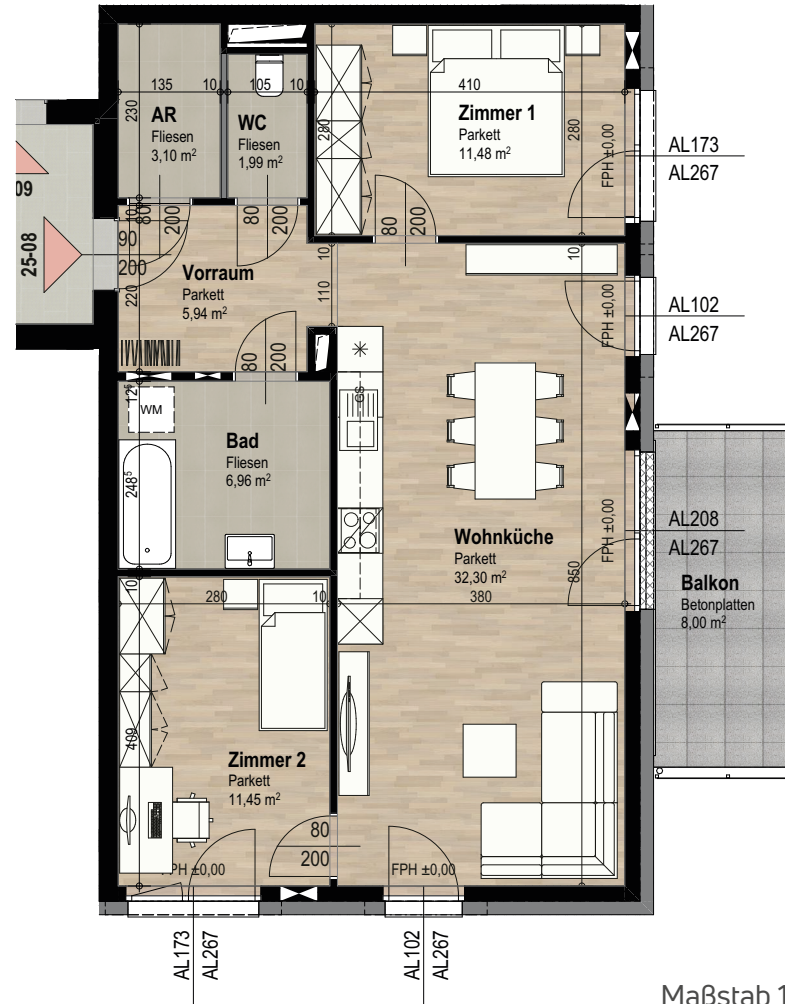 135
10
105
10
410
230
AR
Fliesen
3,10 m²
WC
Fliesen
1,99 m²
280
Zimmer 1
Parkett
11,48 m²
280
FPH ±0,00
AL173
AL267
09
25-08
10
80
200
80
200
80
200
90
200
220
Vorraum
Parkett
5,94 m²
10
110
10
FPH ±0,00
AL102
AL267
80
200
12⁵
WM
GS
Bad
Fliesen
6,96 m²
248⁵
Wohnküche
Parkett
32,30 m²
FPH ±0,00
850
AL208
AL267
Balkon
Betonplatten
8,00 m²
10
280
10
380
409
Zimmer 2
Parkett
11,45 m²
80
200
FPH ±0,00
FPH ±0,00
AL173
AL267
AL102
AL267
Maßstab 1